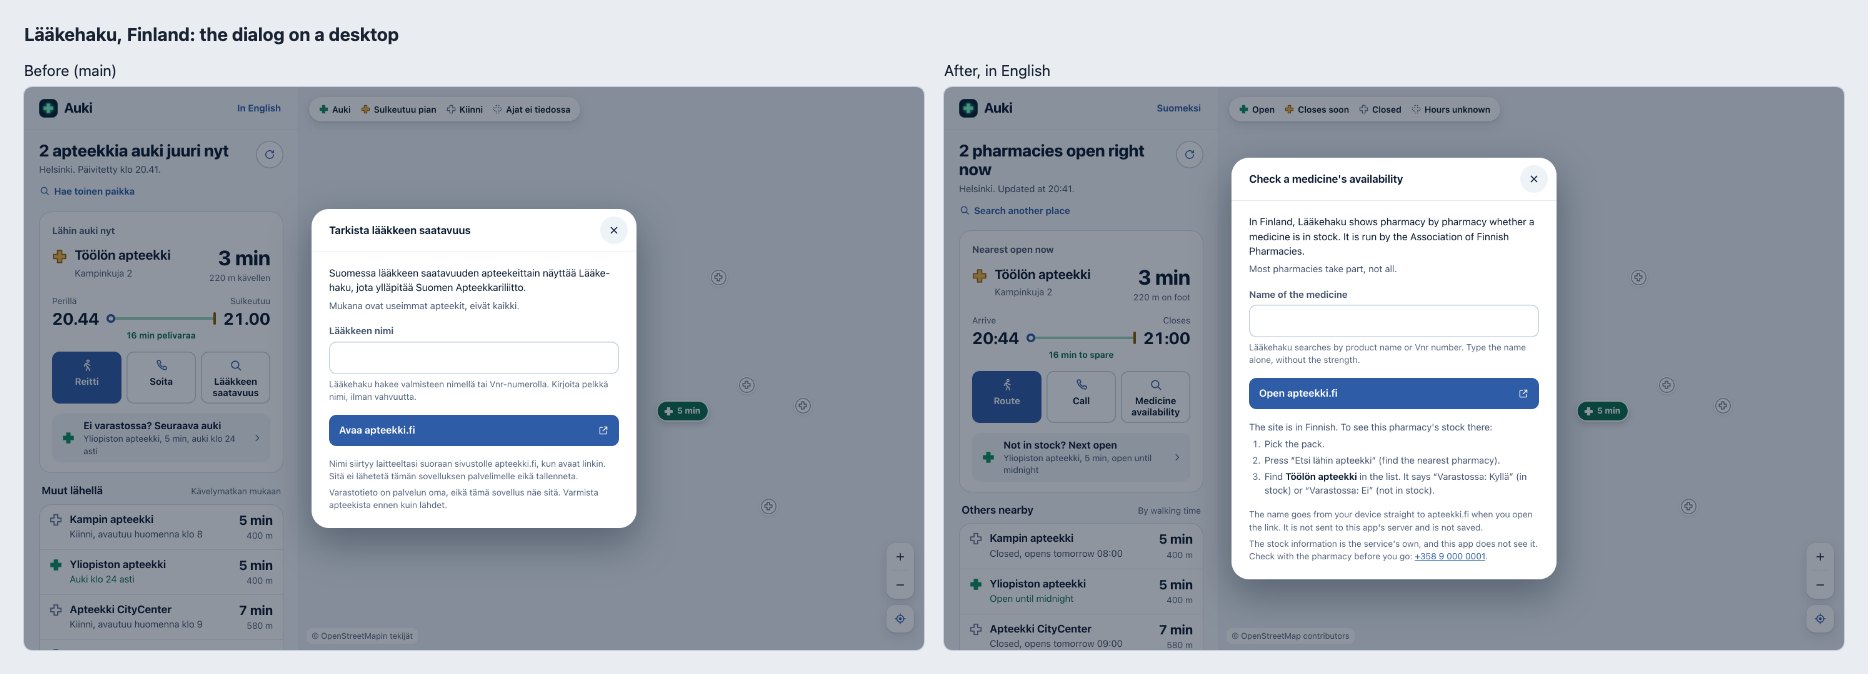 Lääkehaku, Finland: the dialog on a desktop
Before (main)
Auki
In English
Auki
Sulkeutuu pian
Kiinni
Ajat ei tiedossa
2 apteekkia auki juuri nyt
Helsinki. Päivitetty klo 20.41.
Hae toinen paikka
Lähin auki nyt
Töölön apteekki
3 min
Kampinkuja 2
220 m kävellen
Perillä
Sulkeutuu
20.44
21.00
16 min pelivaraa
Reitti
Soita
Lääkkeen
saatavuus
Ei varastossa? Seuraava auki
Yliopiston apteekki, 5 min, auki klo 24
asti
Muut lähellä
Kävelymatkan mukaan
Kampin apteekki
5 min
Kiinni, avautuu huomenna klo 8
400 m
Yliopiston apteekki
5 min
Auki klo 24 asti
400 m
Apteekki CityCenter
7 min
Kiinni, avautuu huomenna klo 9
580 m
Tarkista lääkkeen saatavuus
Suomessa lääkkeen saatavuuden apteekeittain näyttää Lääke-
haku, jota ylläpitää Suomen Apteekkariliitto.
Mukana ovat useimmat apteekit, eivät kaikki.
Lääkkeen nimi
Lääkehaku hakee valmisteen nimellä tai Vnr-numerolla. Kirjoita pelkkä
nimi, ilman vahvuutta.
Avaa apteekki.fi
Nimi siirtyy laitteeltasi suoraan sivustolle apteekki.fi, kun avaat linkin.
Sitä ei lähetetä tämän sovelluksen palvelimelle eikä tallenneta.
Varastotieto on palvelun oma, eikä tämä sovellus näe sitä. Varmista
apteekista ennen kuin lähdet.
5 min
+
−
© OpenStreetMapin tekijät
After, in English
Auki
Suomeksi
Open
Closes soon
Closed
Hours unknown
2 pharmacies open right
now
Helsinki. Updated at 20:41.
Search another place
Nearest open now
Töölön apteekki
3 min
Kampinkuja 2
220 m on foot
Arrive
Closes
20:44
21:00
16 min to spare
Route
Call
Medicine
availability
Not in stock? Next open
Yliopiston apteekki, 5 min, open until
midnight
Others nearby
By walking time
Kampin apteekki
5 min
Closed, opens tomorrow 08:00
400 m
Yliopiston apteekki
5 min
Open until midnight
400 m
Apteekki CityCenter
7 min
Closed, opens tomorrow 09:00
580 m
Check a medicine's availability
In Finland, Lääkehaku shows pharmacy by pharmacy whether a
medicine is in stock. It is run by the Association of Finnish
Pharmacies.
Most pharmacies take part, not all.
Name of the medicine
Lääkehaku searches by product name or Vnr number. Type the name
alone, without the strength.
Open apteekki.fi
The site is in Finnish. To see this pharmacy's stock there:
1. Pick the pack.
2. Press “Etsi lähin apteekki” (find the nearest pharmacy).
3. Find Töölön apteekki in the list. It says “Varastossa: Kyllä” (in
stock) or “Varastossa: Ei” (not in stock).
The name goes from your device straight to apteekki.fi when you open
the link. It is not sent to this app's server and is not saved.
The stock information is the service's own, and this app does not see it.
Check with the pharmacy before you go: +358 9 000 0001.
5 min
+
−
© OpenStreetMap contributors